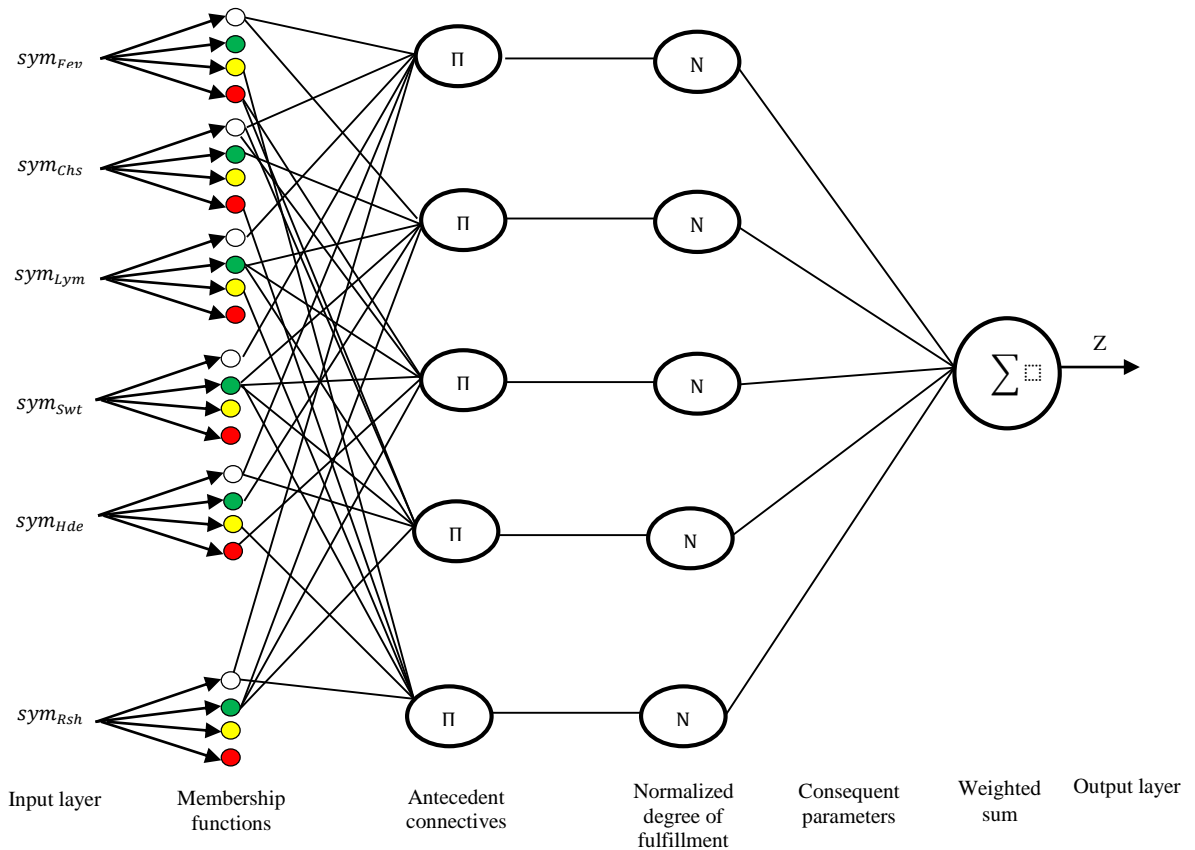 sym_Fev
Π
N
sym_Chs
Π
N
sym_Lym
Z
∑
sym_Swt
Π
N
sym_Hde
Π
N
sym_Rsh
Π
N
Input layer
Membership
functions
Antecedent
connectives
Normalized
degree of
fulfillment
Consequent
parameters
Weighted
sum
Output layer